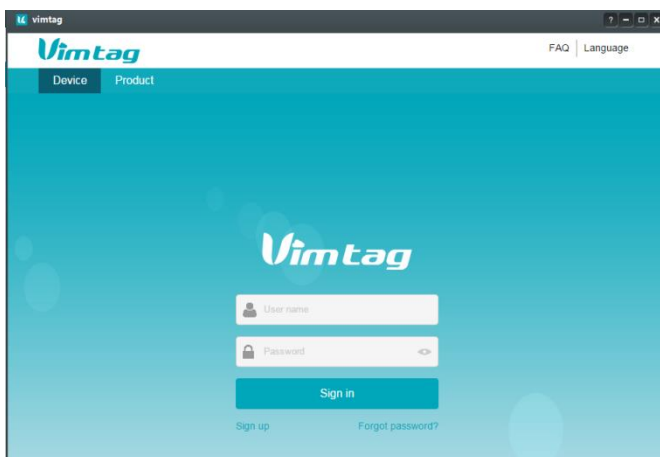 vimtag
Vimtag
FAQ Language
Device Product
Vimtag
User name
Password
Sign in
Sign up Forgot password?